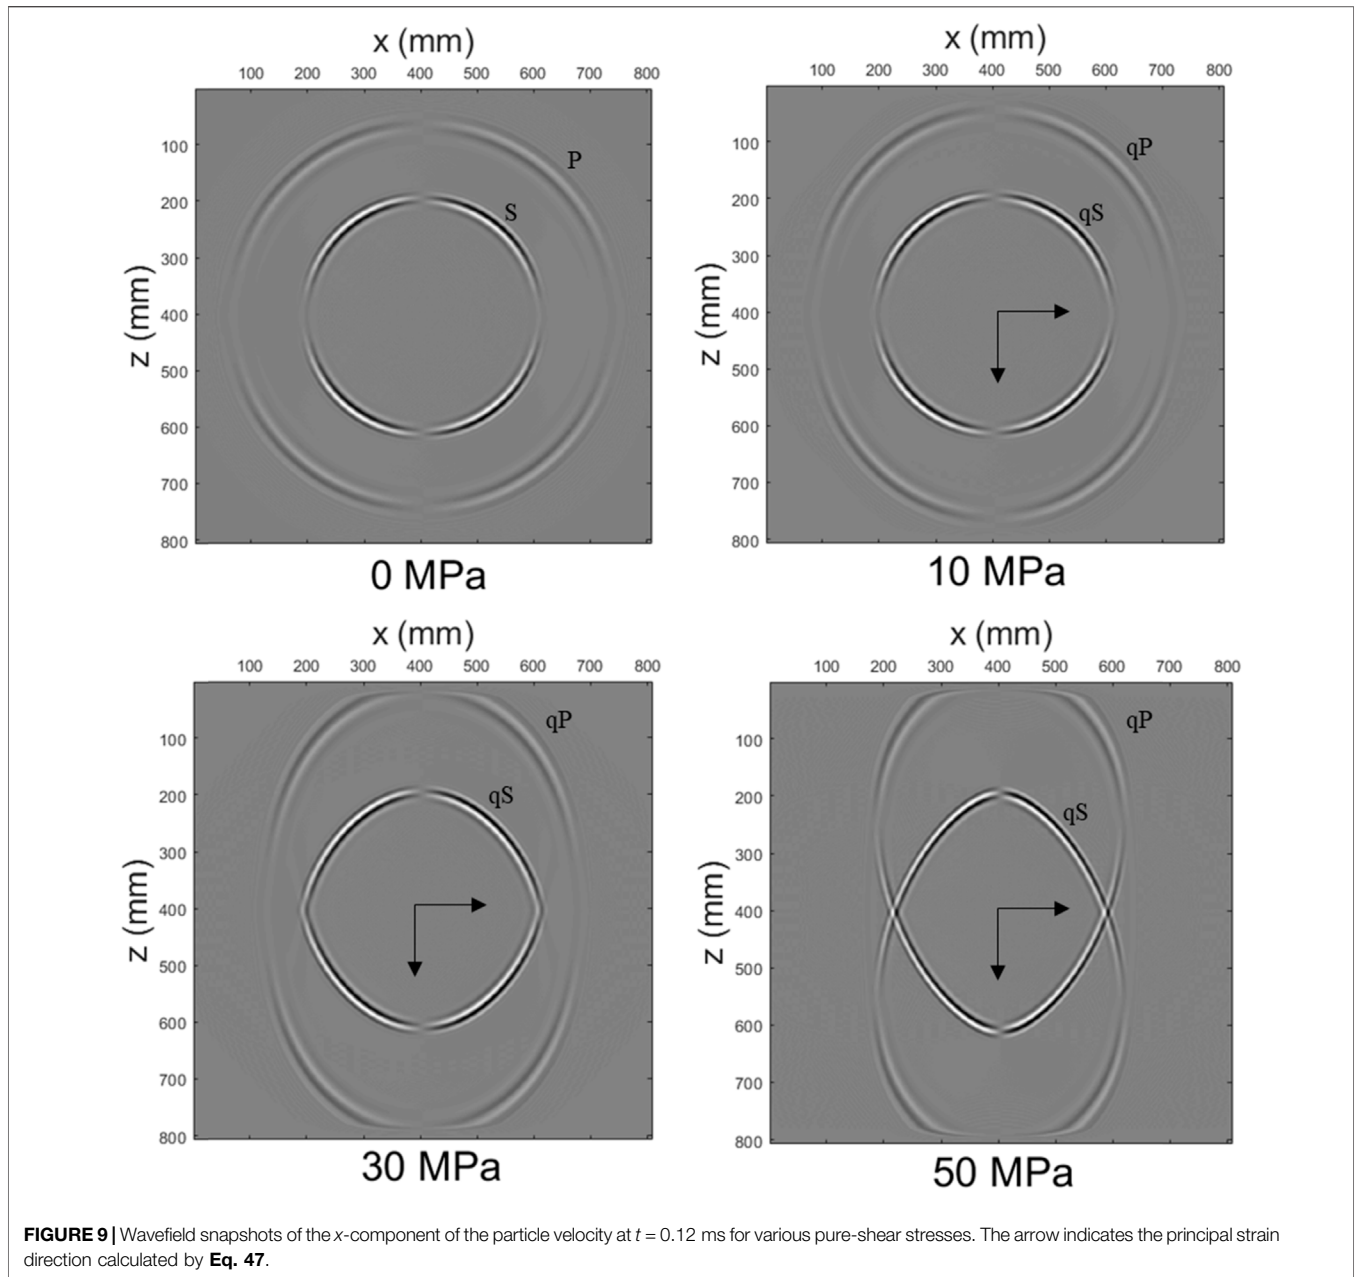 x (mm)
100 200 300 400 500 600 700 800
z (mm)
100
200
300
400
500
600
700
800
P
S
0 MPa
x (mm)
100 200 300 400 500 600 700 800
z (mm)
100
200
300
400
500
600
700
800
qP
qS
10 MPa
x (mm)
100 200 300 400 500 600 700 800
z (mm)
100
200
300
400
500
600
700
800
qP
qS
30 MPa
x (mm)
100 200 300 400 500 600 700 800
z (mm)
100
200
300
400
500
600
700
800
qP
qS
50 MPa
FIGURE 9 | Wavefield snapshots of the x-component of the particle velocity at t = 0.12 ms for various pure-shear stresses. The arrow indicates the principal strain
direction calculated by Eq. 47.